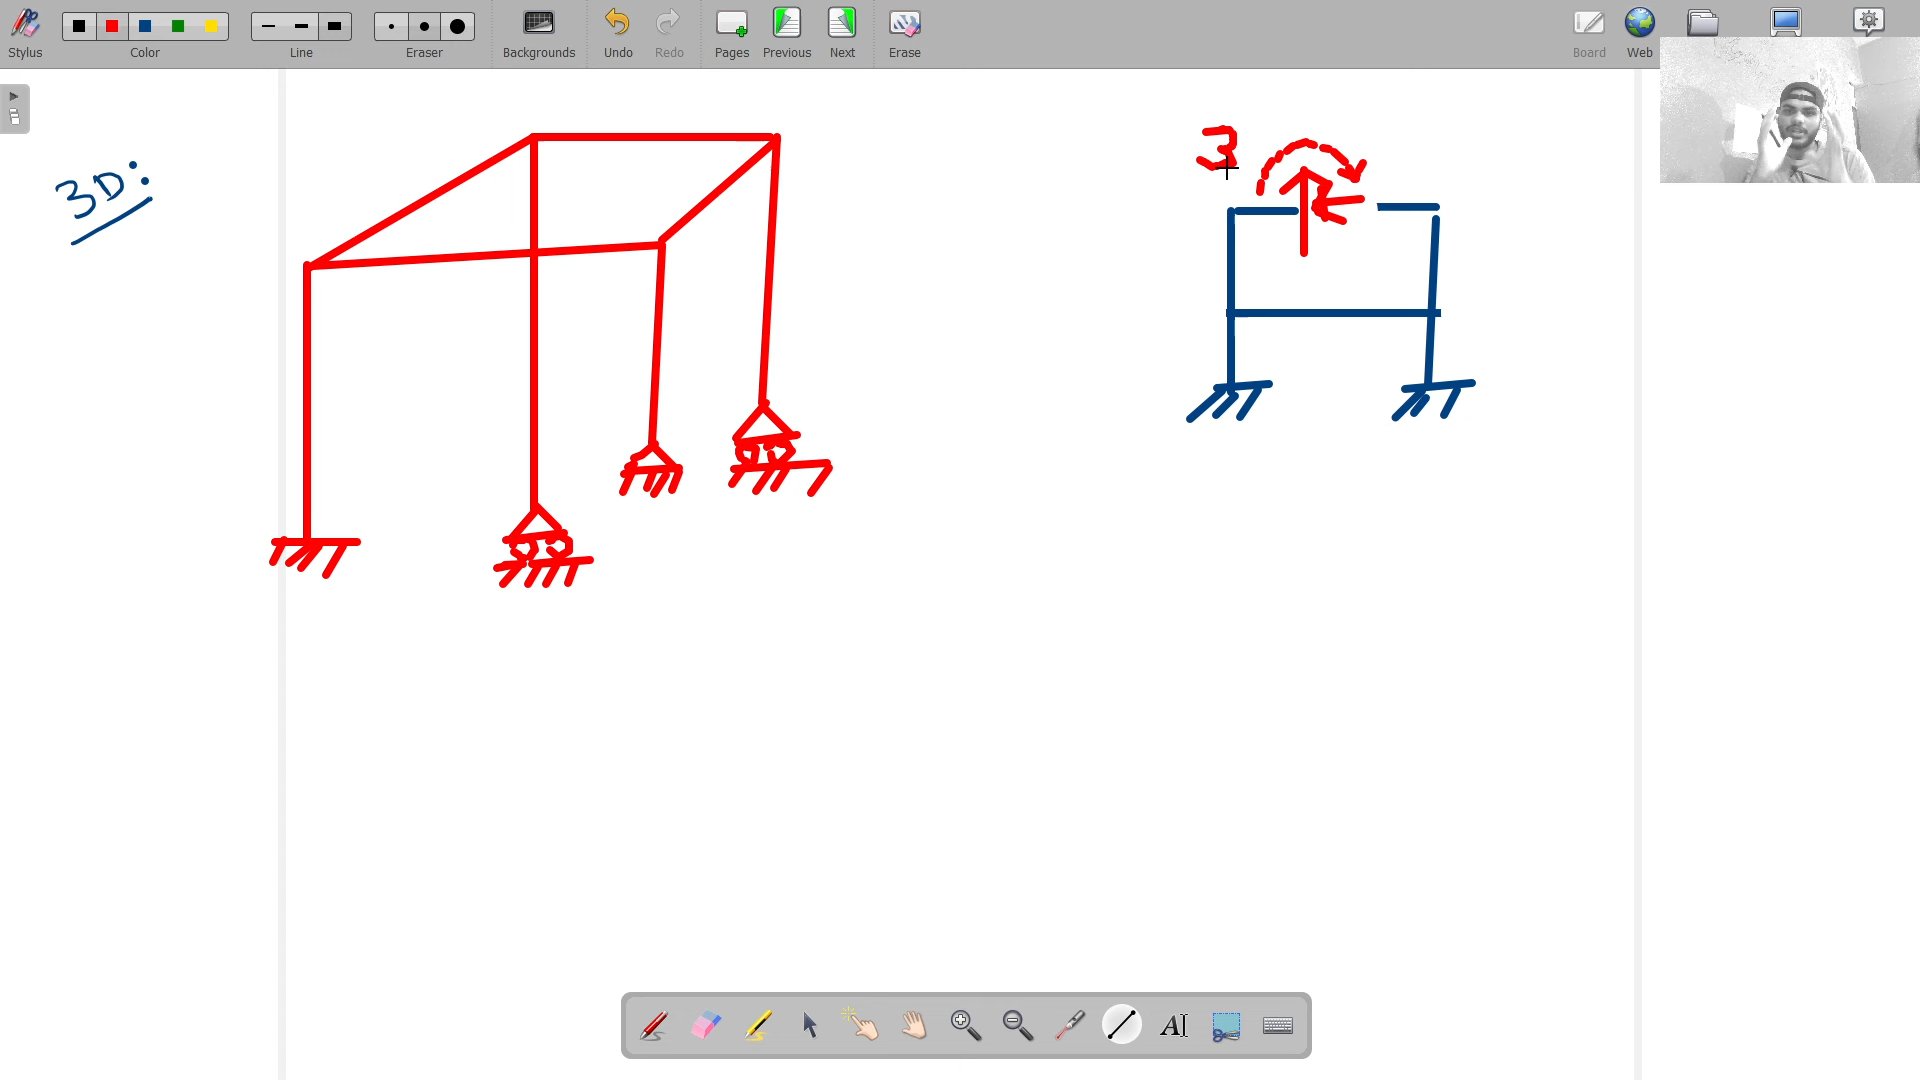 Stylus
Color
Line
Eraser
Backgrounds
Undo
Redo
Pages
Previous
Next
Erase
Board
Web
3D:
3